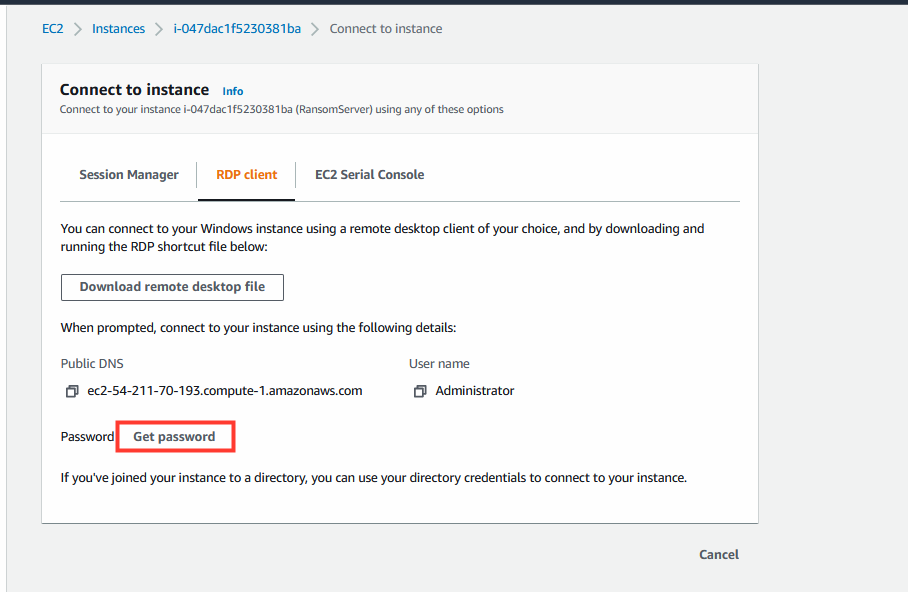 EC2 > Instances > i-047dac1f5230381ba > Connect to instance
Connect to instance Info
Connect to your instance i-047dac1f5230381ba (RansomServer) using any of these options
Session Manager RDP client EC2 Serial Console
You can connect to your Windows instance using a remote desktop client of your choice, and by downloading and
running the RDP shortcut file below:
Download remote desktop file
When prompted, connect to your instance using the following details:
Public DNS User name
ec2-54-211-70-193.compute-1.amazonaws.com Administrator
Password Get password
If you've joined your instance to a directory, you can use your directory credentials to connect to your instance.
Cancel